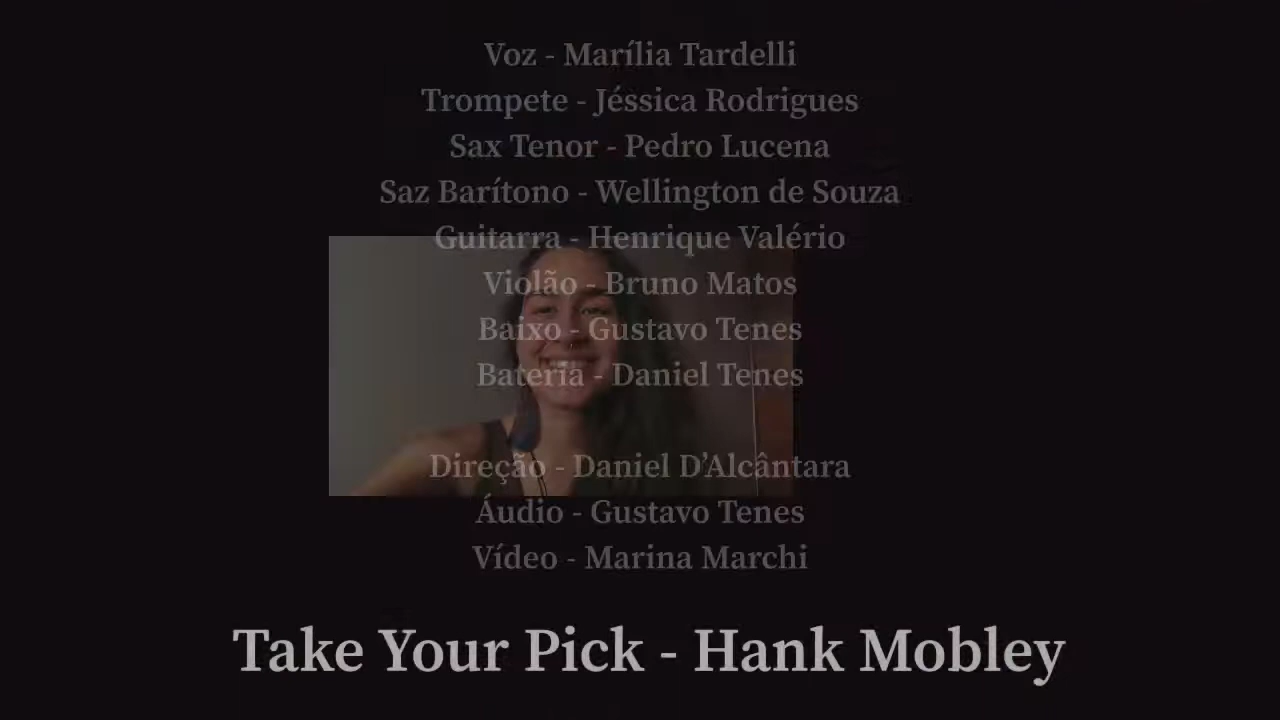 Voz - Marília Tardelli
Trompete - Jéssica Rodrigues
Sax Tenor - Pedro Lucena
Saz Barítono - Wellington de Souza
Guitarra - Henrique Valério
Violão - Bruno Matos
Baixo - Gustavo Tenes
Bateria - Daniel Tenes
Direção - Daniel D’Alcântara
Áudio - Gustavo Tenes
Vídeo - Marina Marchi
Take Your Pick - Hank Mobley